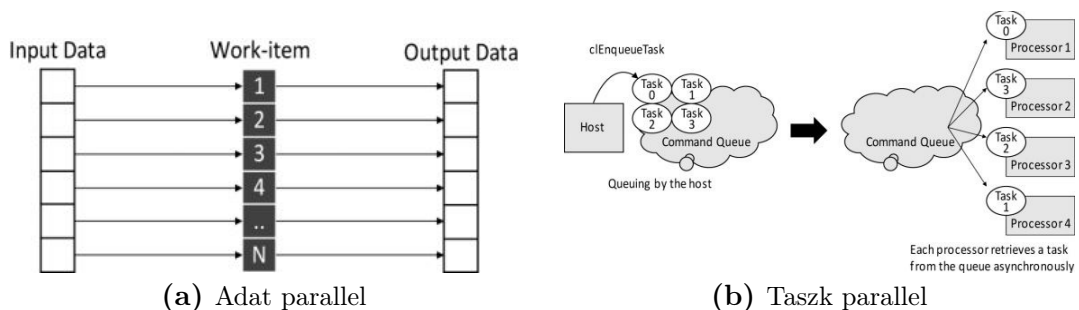 Input Data
Work-item
Output Data
1
2
3
4
..
N
(a) Adat parallel
clEnqueueTask
Host
Task
0
Task
1
Task
2
Task
3
Command Queue
Queuing by the host
Command Queue
Task
0
Processor 1
Task
3
Processor 2
Task
2
Processor 3
Task
1
Processor 4
Each processor retrieves a task
from the queue asynchronously
(b) Taszk parallel